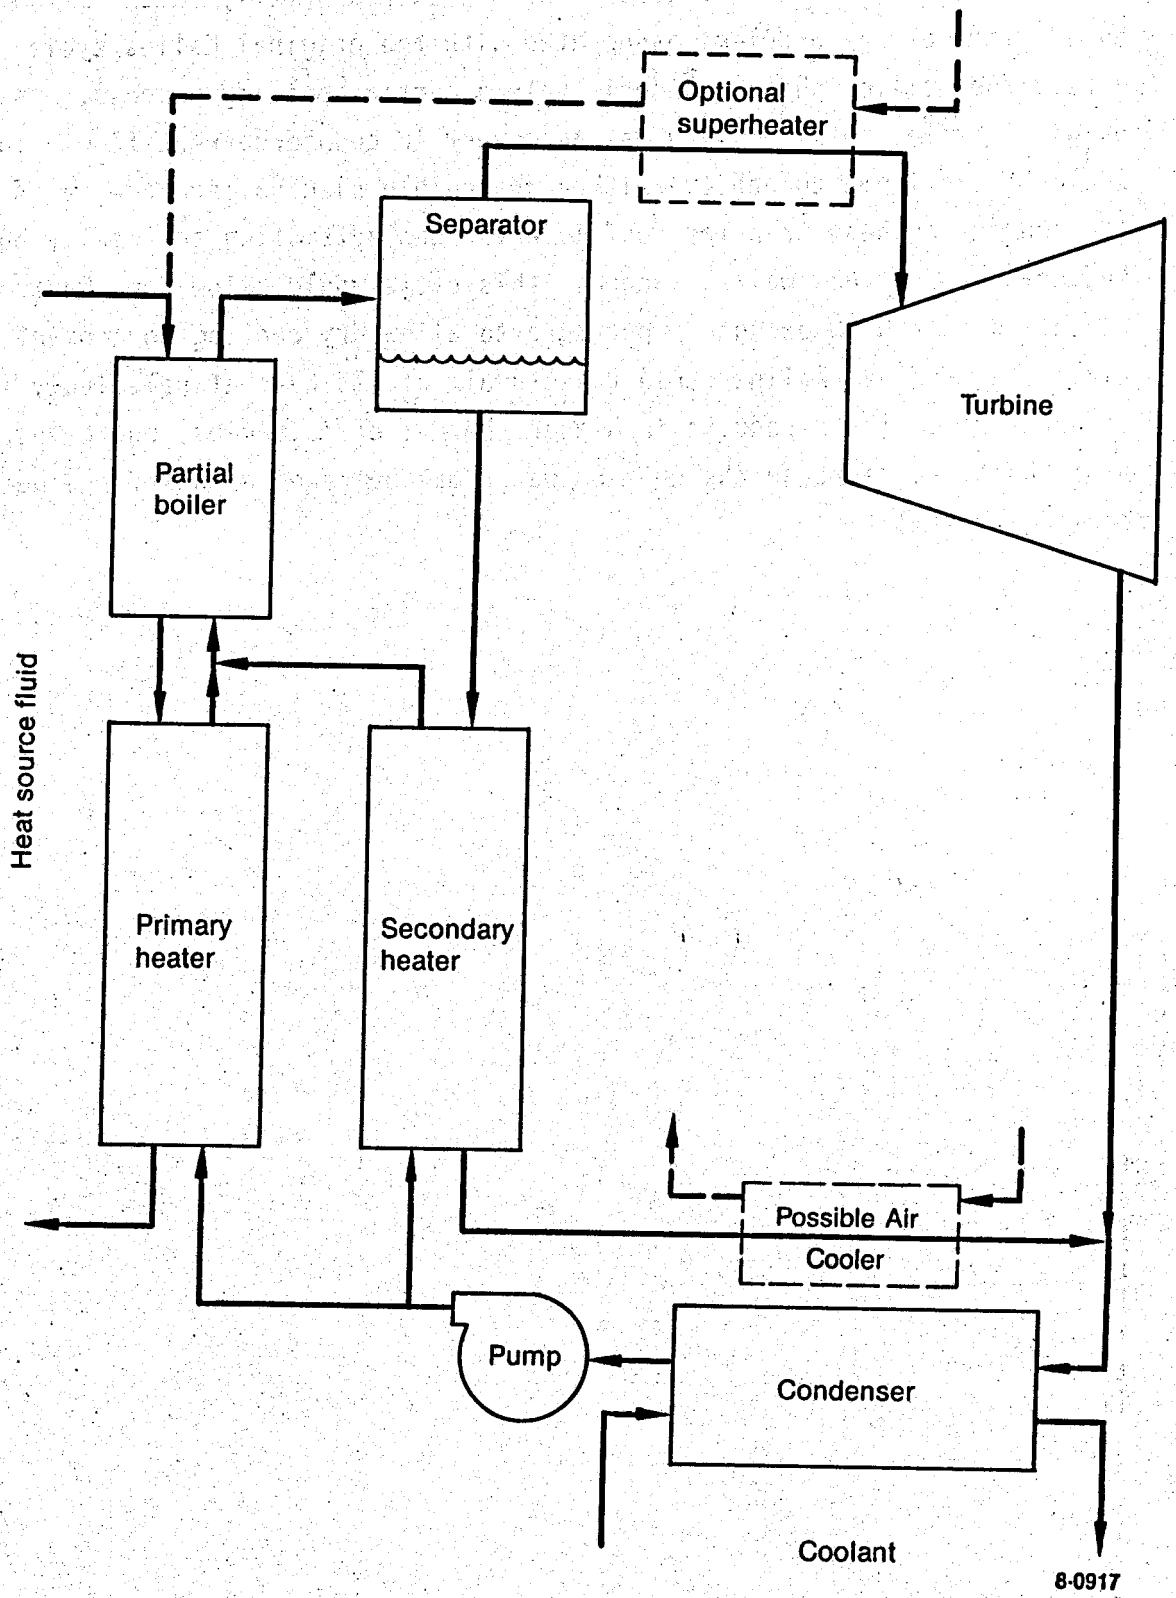 Optional
superheater
Separator
Turbine
Partial
boiler
Heat source fluid
Primary
heater
Secondary
heater
Possible Air
Cooler
Pump
Condenser
Coolant
8-0917